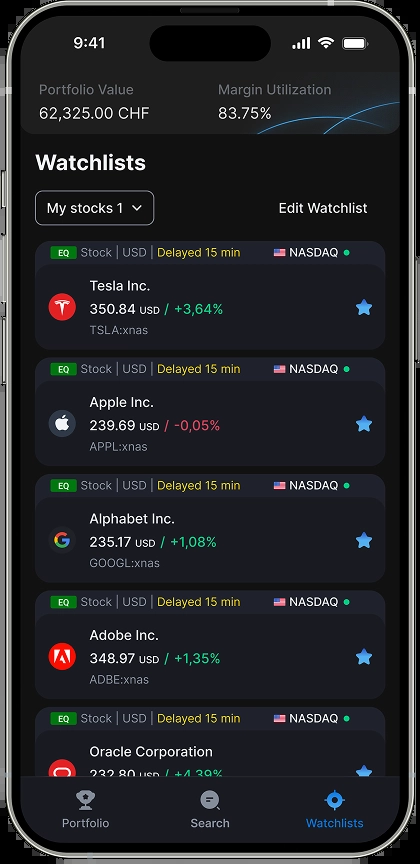 9:41
Portfolio Value
Margin Utilization
62,325.00 CHF
83.75%
Watchlists
My stocks 1
Edit Watchlist
EQ Stock | USD | Delayed 15 min NASDAQ
Tesla Inc.
350.84 USD / +3,64%
TSLA:xnas
EQ Stock | USD | Delayed 15 min NASDAQ
Apple Inc.
239.69 USD / -0,05%
APPL:xnas
EQ Stock | USD | Delayed 15 min NASDAQ
Alphabet Inc.
235.17 USD / +1,08%
GOOGL:xnas
EQ Stock | USD | Delayed 15 min NASDAQ
Adobe Inc.
348.97 USD / +1,35%
ADBE:xnas
EQ Stock | USD | Delayed 15 min NASDAQ
Oracle Corporation
232.80 USD / +4,39%
Portfolio
Search
Watchlists